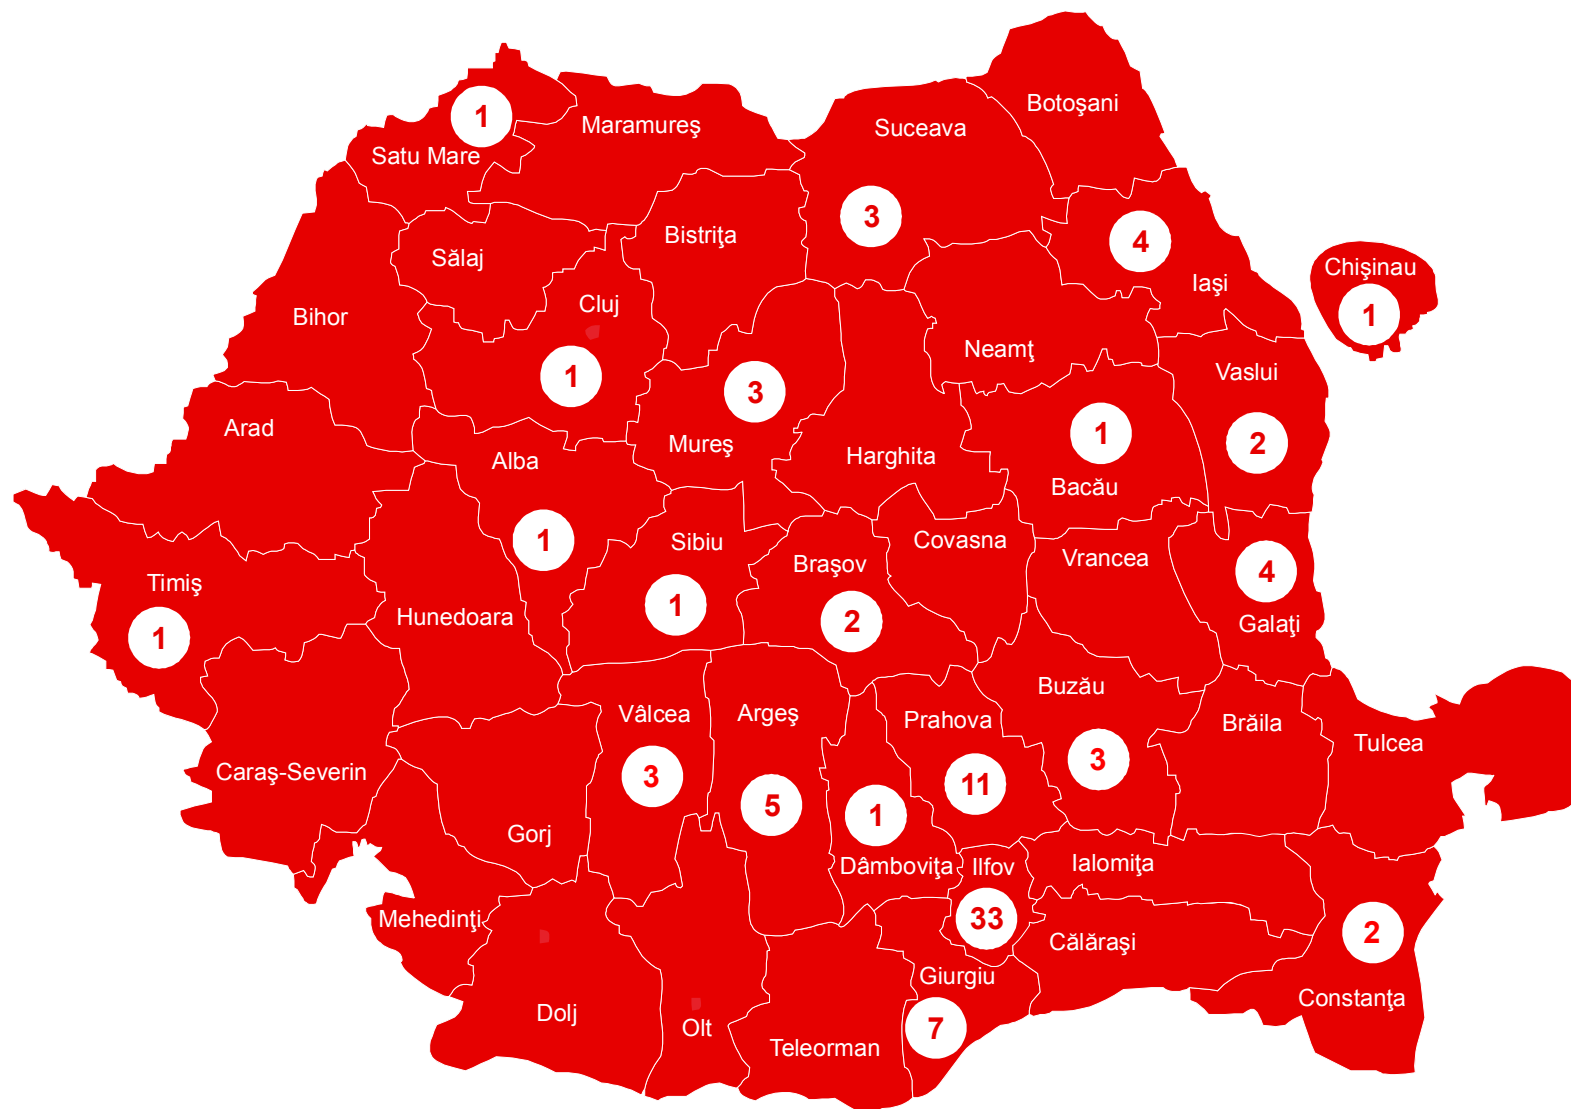 Botoşani
1
Maramureş
Suceava
Satu Mare
3
Bistriţa
4
Sălaj
Chişinau
Iaşi
Cluj
1
Bihor
Neamţ
Vaslui
1
3
Arad
1
2
Mureş
Harghita
Alba
Bacău
1
Sibiu
Covasna
Braşov
Vrancea
4
Timiş
1
Hunedoara
2
Galaţi
1
Buzău
Vâlcea
Argeş
Prahova
Brăila
Tulcea
3
Caraş-Severin
3
11
5
1
Gorj
Dâmboviţa
Ilfov
Ialomiţa
Mehedinţi
33
2
Călăraşi
Giurgiu
Constanţa
Dolj
Olt
7
Teleorman